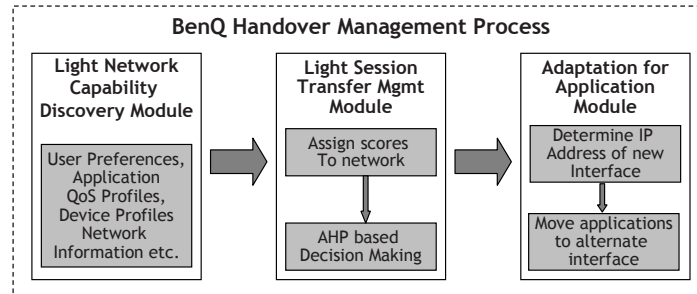 BenQ Handover Management Process
Light Network
Capability
Discovery Module
User Preferences,
Application
QoS Profiles,
Device Profiles
Network
Information etc.
Light Session
Transfer Mgmt
Module
Assign scores
To network
AHP based
Decision Making
Adaptation for
Application
Module
Determine IP
Address of new
Interface
Move applications
to alternate
interface